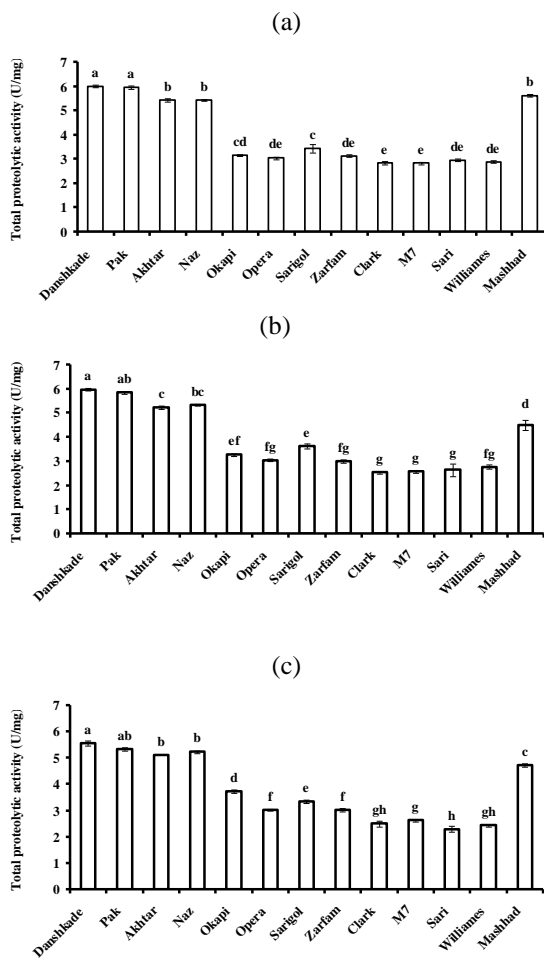 (a)
Total proteolytic activity (U/mg)
7
6
5
4
3
2
1
0
a a b b cd de c de e e de de b
Danshkade Pak Akhtar Naz Okapi Opera Sarigol Zarfam Clark M7 Sari Williames Mashhad
(b)
Total proteolytic activity (U/mg)
7
6
5
4
3
2
1
0
a ab c bc ef fg e fg g g g fg d
Danshkade Pak Akhtar Naz Okapi Opera Sarigol Zarfam Clark M7 Sari Williames Mashhad
(c)
Total proteolytic activity (U/mg)
7
6
5
4
3
2
1
0
a ab b b d f e f gh g h gh c
Danshkade Pak Akhtar Naz Okapi Opera Sarigol Zarfam Clark M7 Sari Williames Mashhad